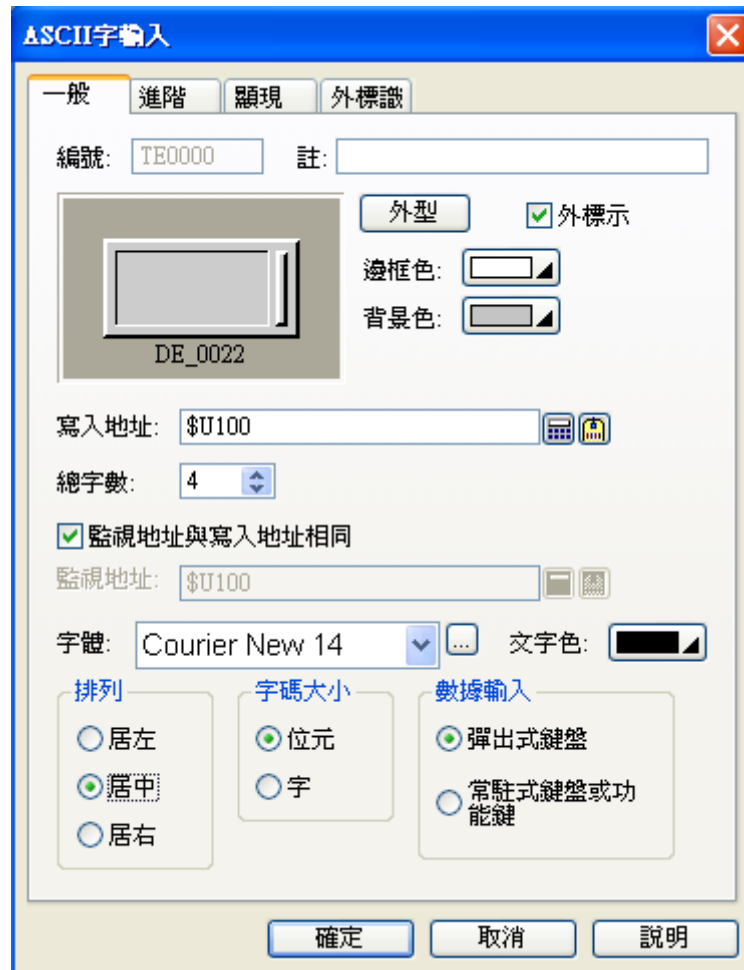 ASCII字輸入
一般 進階 顯現 外標識
編號: TE0000 註:
外型 外標示
邊框色:
背景色:
DE_0022
寫入地址: $U100
總字數: 4
監視地址與寫入地址相同
監視地址: $U100
字體: Courier New 14 ... 文字色:
排列 字碼大小 數據輸入
居左 位元 彈出式鍵盤
居中 字 常駐式鍵盤或功
能鍵
居右
確定 取消 說明